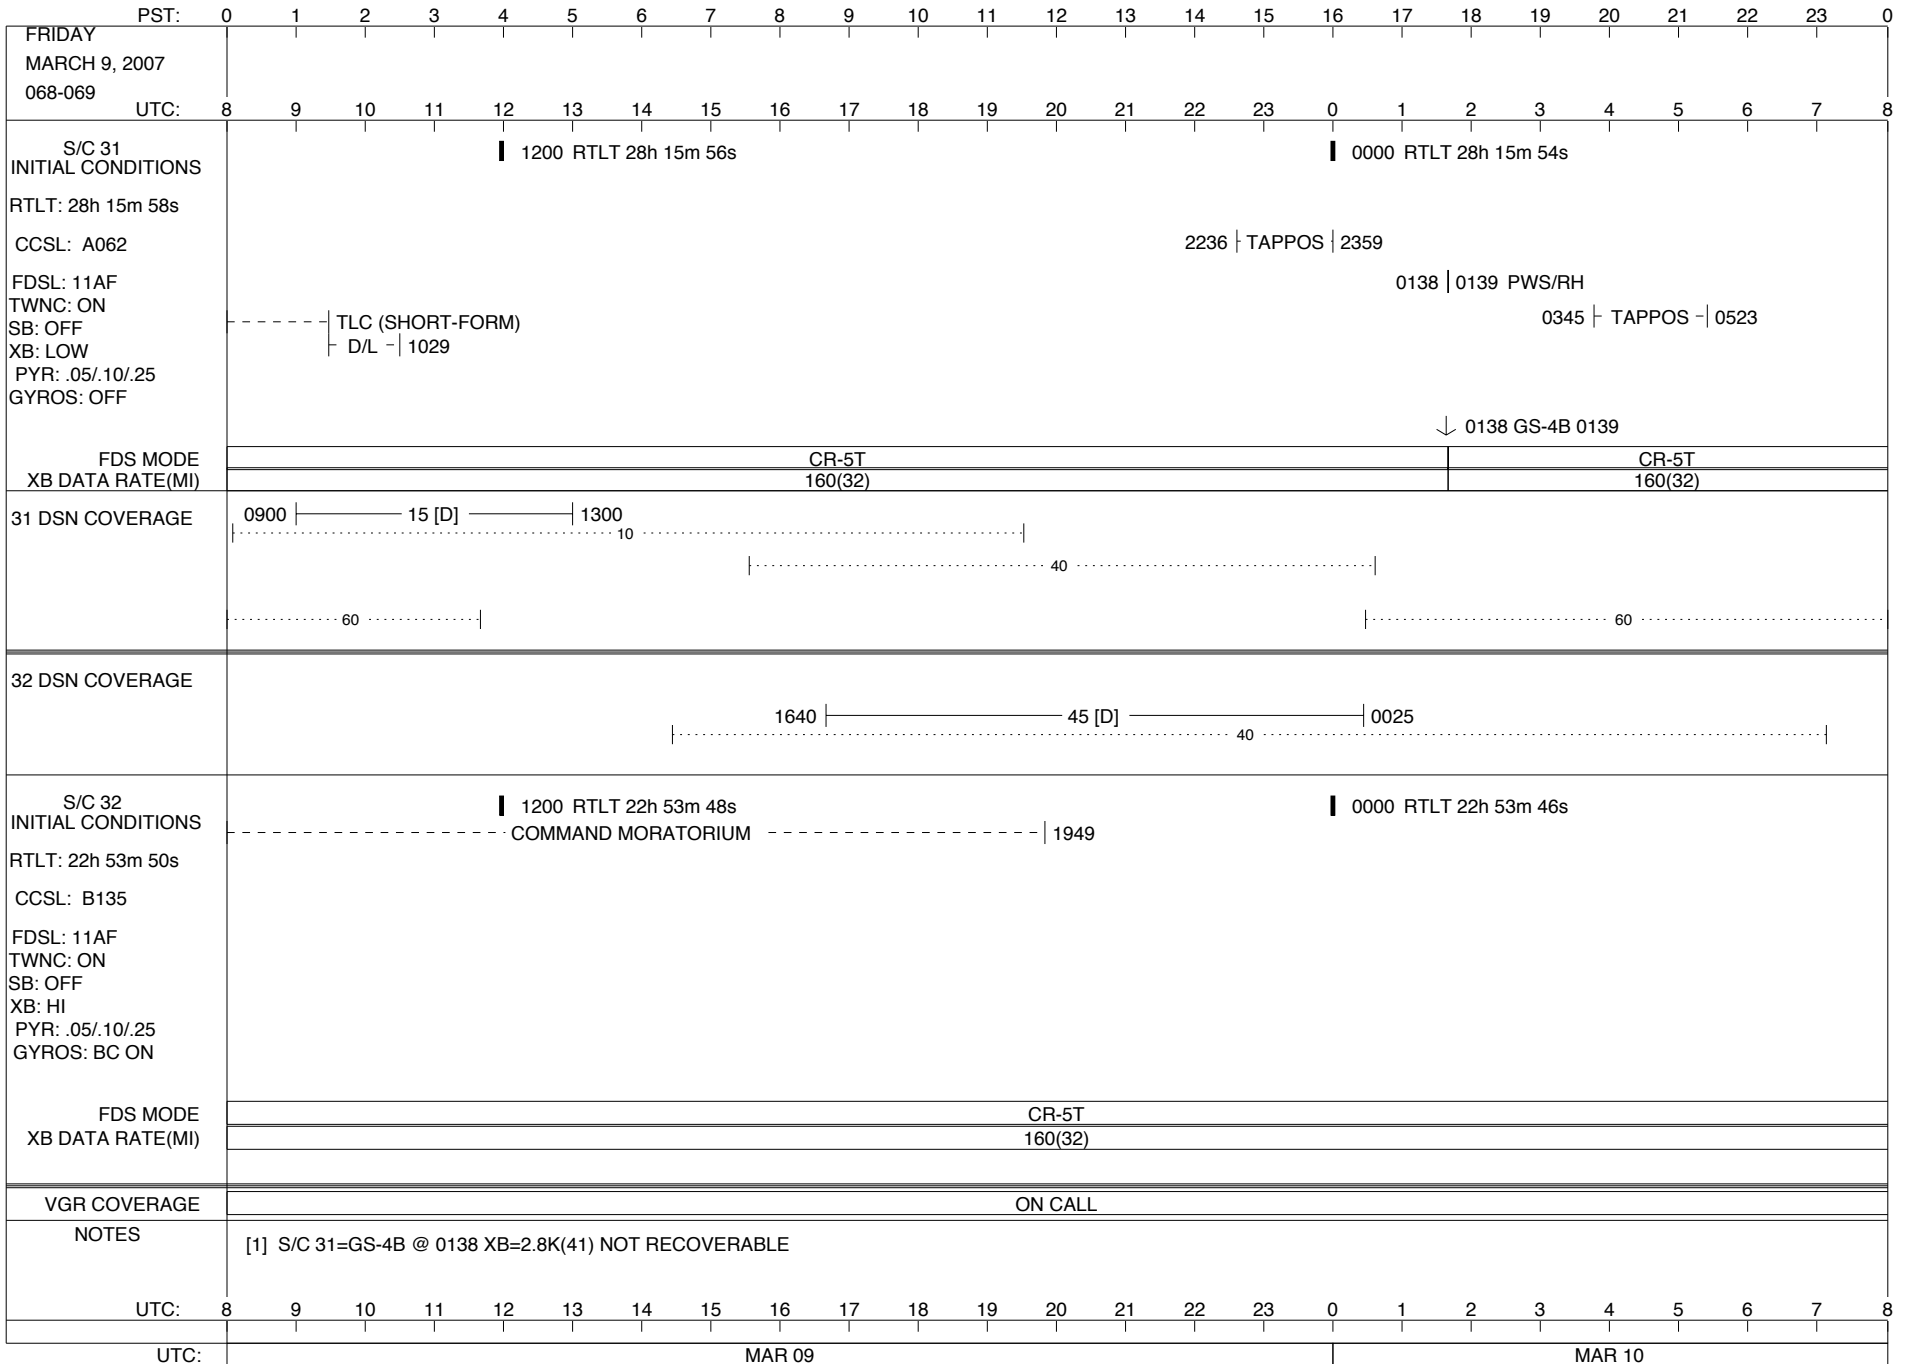 PST: 0 1 2 3 4 5 6 7 8 9 10 11 12 13 14 15 16 17 18 19 20 21 22 23 0
FRIDAY
MARCH 9, 2007
068-069
UTC: 8 9 10 11 12 13 14 15 16 17 18 19 20 21 22 23 0 1 2 3 4 5 6 7 8
S/C 31
INITIAL CONDITIONS
1200 RTLT 28h 15m 56s
0000 RTLT 28h 15m 54s
RTLT: 28h 15m 58s
CCSL: A062
2236 TAPPOS 2359
FDSL: 11AF
0138 0139 PWS/RH
TWNC: ON
SB: OFF
TLC (SHORT-FORM)
0345 TAPPOS 0523
XB: LOW
D/L 1029
PYR: .05/.10/.25
GYROS: OFF
0138 GS-4B 0139
FDS MODE CR-5T CR-5T
XB DATA RATE(MI) 160(32) 160(32)
31 DSN COVERAGE
0900 15 [D] 1300
10
40
60 60
32 DSN COVERAGE
1640 45 [D] 0025
40
S/C 32
INITIAL CONDITIONS
1200 RTLT 22h 53m 48s
0000 RTLT 22h 53m 46s
COMMAND MORATORIUM 1949
RTLT: 22h 53m 50s
CCSL: B135
FDSL: 11AF
TWNC: ON
SB: OFF
XB: HI
PYR: .05/.10/.25
GYROS: BC ON
FDS MODE CR-5T
XB DATA RATE(MI) 160(32)
VGR COVERAGE ON CALL
NOTES
[1] S/C 31=GS-4B @ 0138 XB=2.8K(41) NOT RECOVERABLE
UTC: 8 9 10 11 12 13 14 15 16 17 18 19 20 21 22 23 0 1 2 3 4 5 6 7 8
UTC: MAR 09 MAR 10